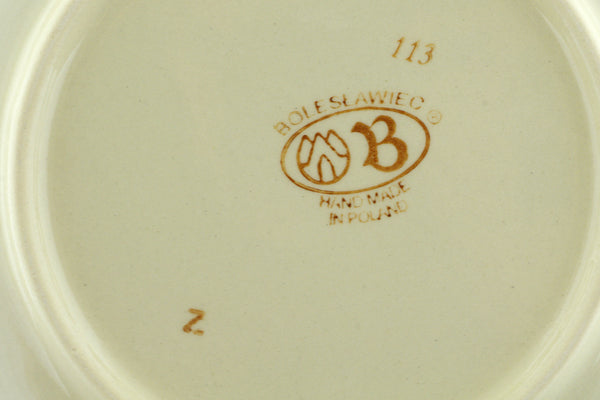 113
BOLESŁAWIEC ®
B
HAND MADE
IN POLAND
Z